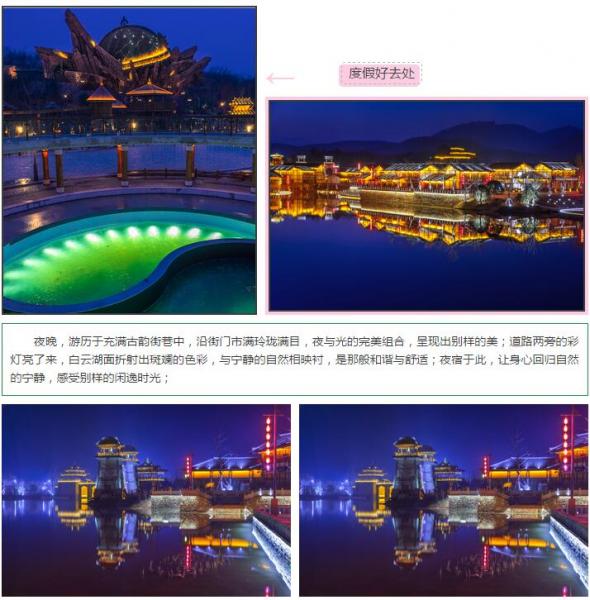 度假好去处
夜晚，游历于充满古韵街巷中，沿街门市满玲珑满目，夜与光的完美组合，呈现出别样的美；道路两旁的彩
灯亮了来，白云湖面折射出斑斓的色彩，与宁静的自然相映衬，是那般和谐与舒适；夜宿于此，让身心回归自然
的宁静，感受别样的闲逸时光；